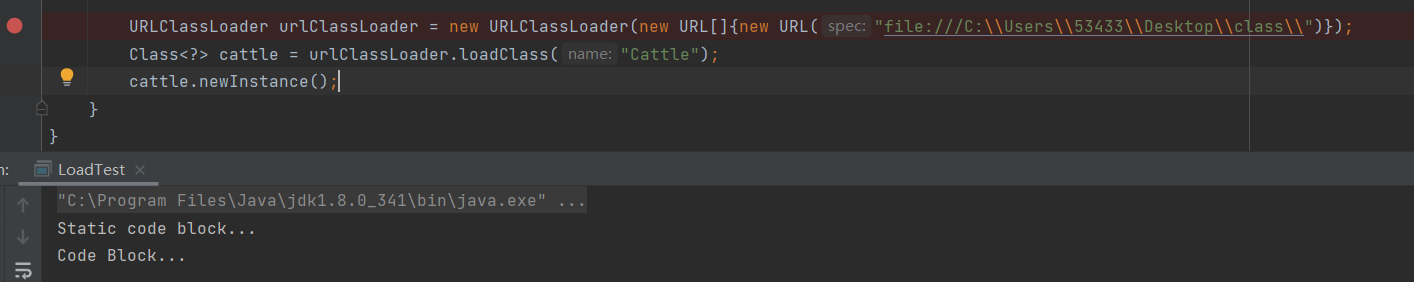 URLClassLoader urlClassLoader = new URLClassLoader(new URL[]{new URL( spec: "file:///C:\\Users\\53433\\Desktop\\class\\")});
Class<?> cattle = urlClassLoader.loadClass( name: "Cattle");
cattle.newInstance();
}
}
n: LoadTest ×
"C:\Program Files\Java\jdk1.8.0_341\bin\java.exe" ...
Static code block...
Code Block...